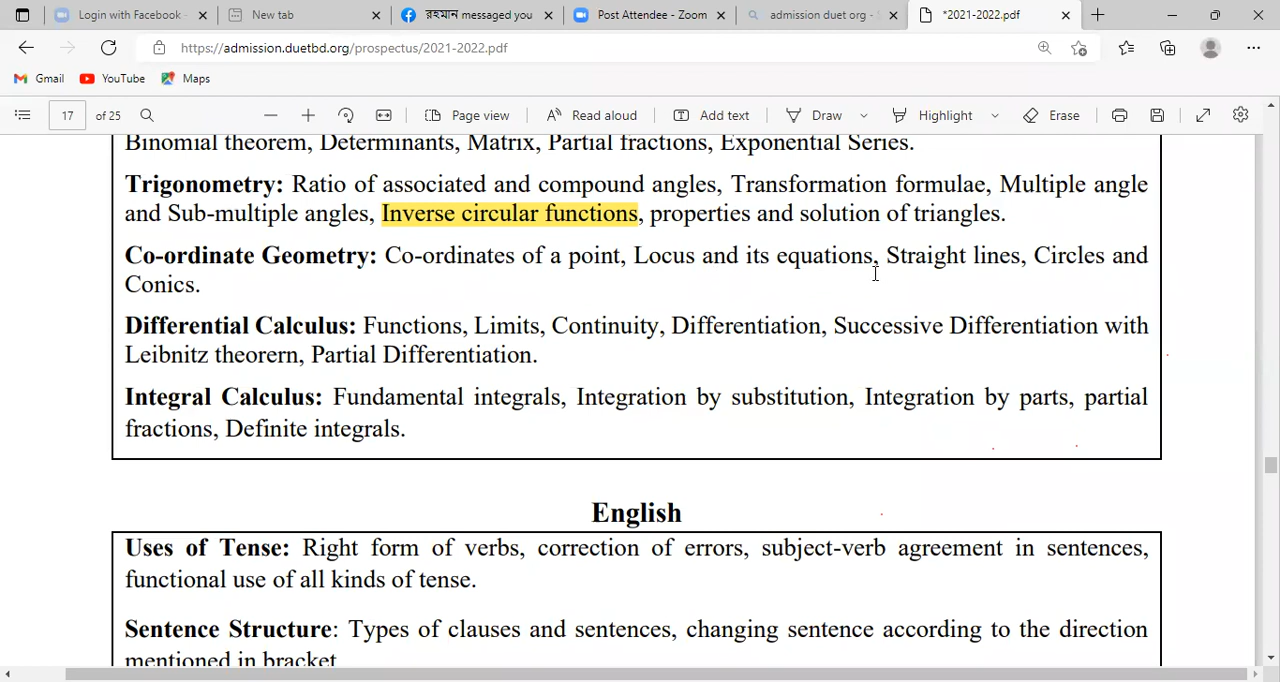 Login with Facebook -
New tab
রহমান messaged you
Post Attendee - Zoom
admission duet org -
*2021-2022.pdf
https://admission.duetbd.org/prospectus/2021-2022.pdf
Gmail YouTube Maps
17 of 25 Page view Read aloud Add text Draw Highlight Erase
Binomial theorem, Determinants, Matrix, Partial fractions, Exponential Series.
Trigonometry: Ratio of associated and compound angles, Transformation formulae, Multiple angle
and Sub-multiple angles, Inverse circular functions, properties and solution of triangles.
Co-ordinate Geometry: Co-ordinates of a point, Locus and its equations, Straight lines, Circles and
Conics.
Differential Calculus: Functions, Limits, Continuity, Differentiation, Successive Differentiation with
Leibnitz theorern, Partial Differentiation.
Integral Calculus: Fundamental integrals, Integration by substitution, Integration by parts, partial
fractions, Definite integrals.
English
Uses of Tense: Right form of verbs, correction of errors, subject-verb agreement in sentences,
functional use of all kinds of tense.
Sentence Structure: Types of clauses and sentences, changing sentence according to the direction
mentioned in bracket